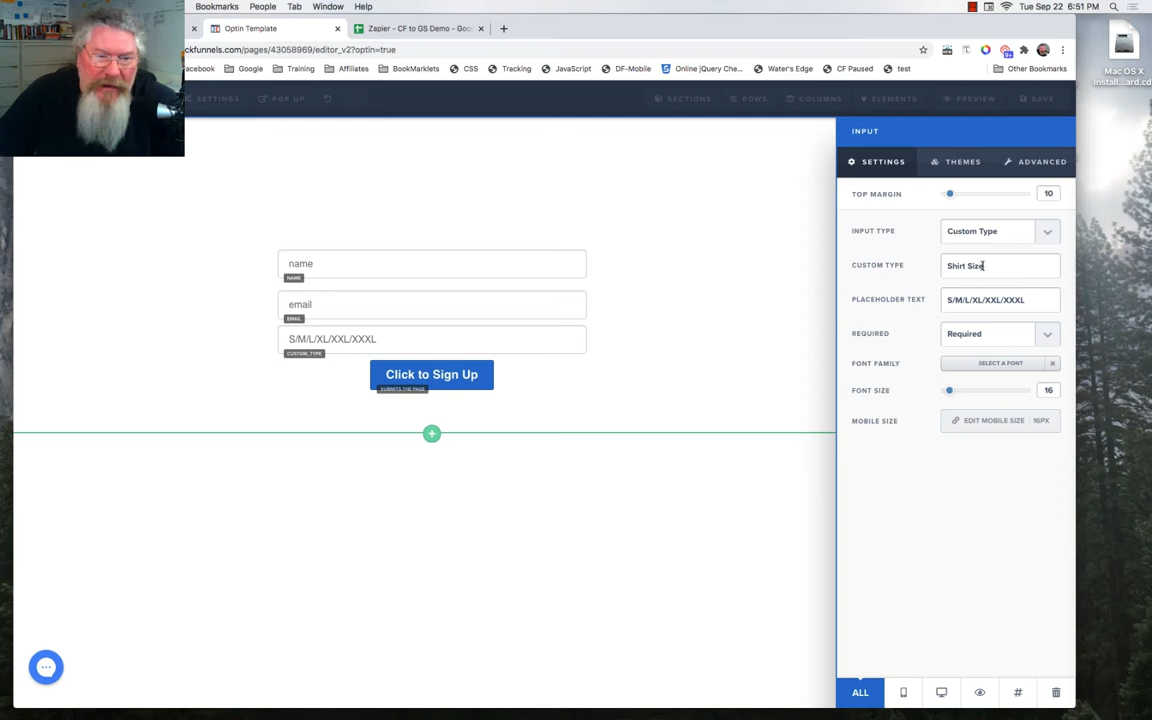 Bookmarks People Tab Window Help Tue Sep 22 6:51 PM
Optin Template Zapier - CF to GS Demo - Goo
ckfunnels.com/pages/43058969/editor_v2?optin=true
acebook Google Training Affiliates BookMarklets CSS Tracking JavaScript DF-Mobile Online jQuery Che... Water's Edge CF Paused test Other Bookmarks
Mac OS X
Install...ard.cd
SETTINGS POP UP SECTIONS ROWS COLUMNS ELEMENTS PREVIEW SAVE
INPUT
SETTINGS THEMES ADVANCED
TOP MARGIN 10
INPUT TYPE Custom Type
CUSTOM TYPE Shirt Size
PLACEHOLDER TEXT S/M/L/XL/XXL/XXXL
REQUIRED Required
FONT FAMILY SELECT A FONT
FONT SIZE 16
MOBILE SIZE EDIT MOBILE SIZE 16PX
name
NAME
email
EMAIL
S/M/L/XL/XXL/XXXL
CUSTOM_TYPE
Click to Sign Up
SUBMITS THE PAGE
ALL